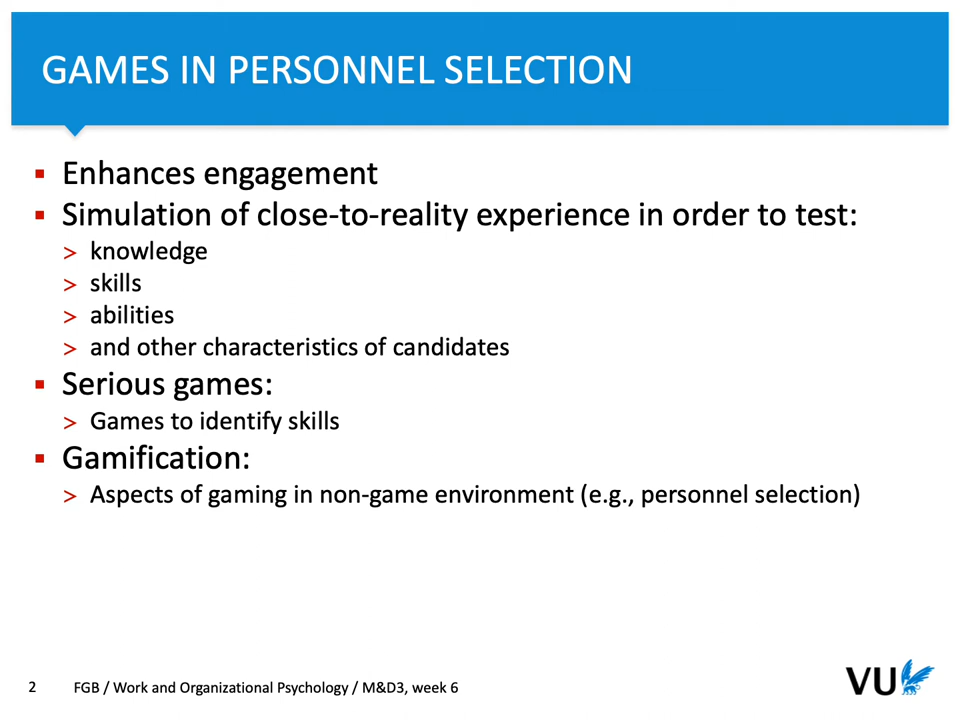 GAMES IN PERSONNEL SELECTION
▪ Enhances engagement
▪ Simulation of close-to-reality experience in order to test:
> knowledge
> skills
> abilities
> and other characteristics of candidates
▪ Serious games:
> Games to identify skills
▪ Gamification:
> Aspects of gaming in non-game environment (e.g., personnel selection)
2 FGB / Work and Organizational Psychology / M&D3, week 6
VU